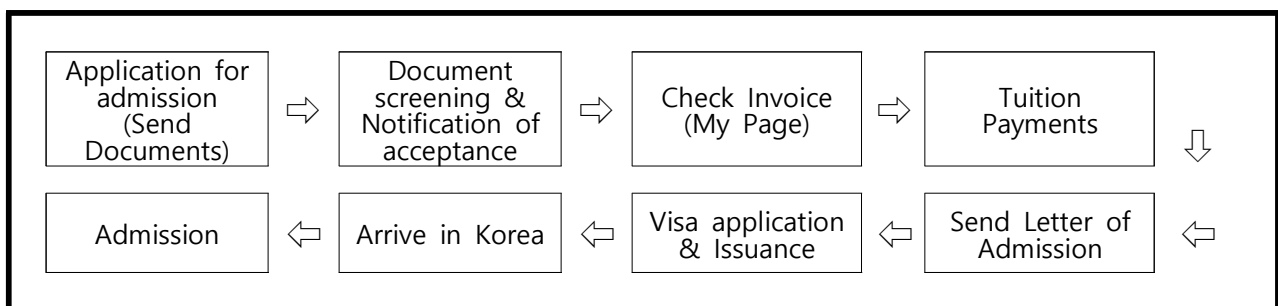 Application for
admission
(Send
Documents)
⇨
Document
screening &
Notification of
acceptance
⇨
Check Invoice
(My Page)
⇨
Tuition
Payments
⇩
⇦
Send Letter of
Admission
⇦
Visa application
& Issuance
⇦
Arrive in Korea
⇦
Admission